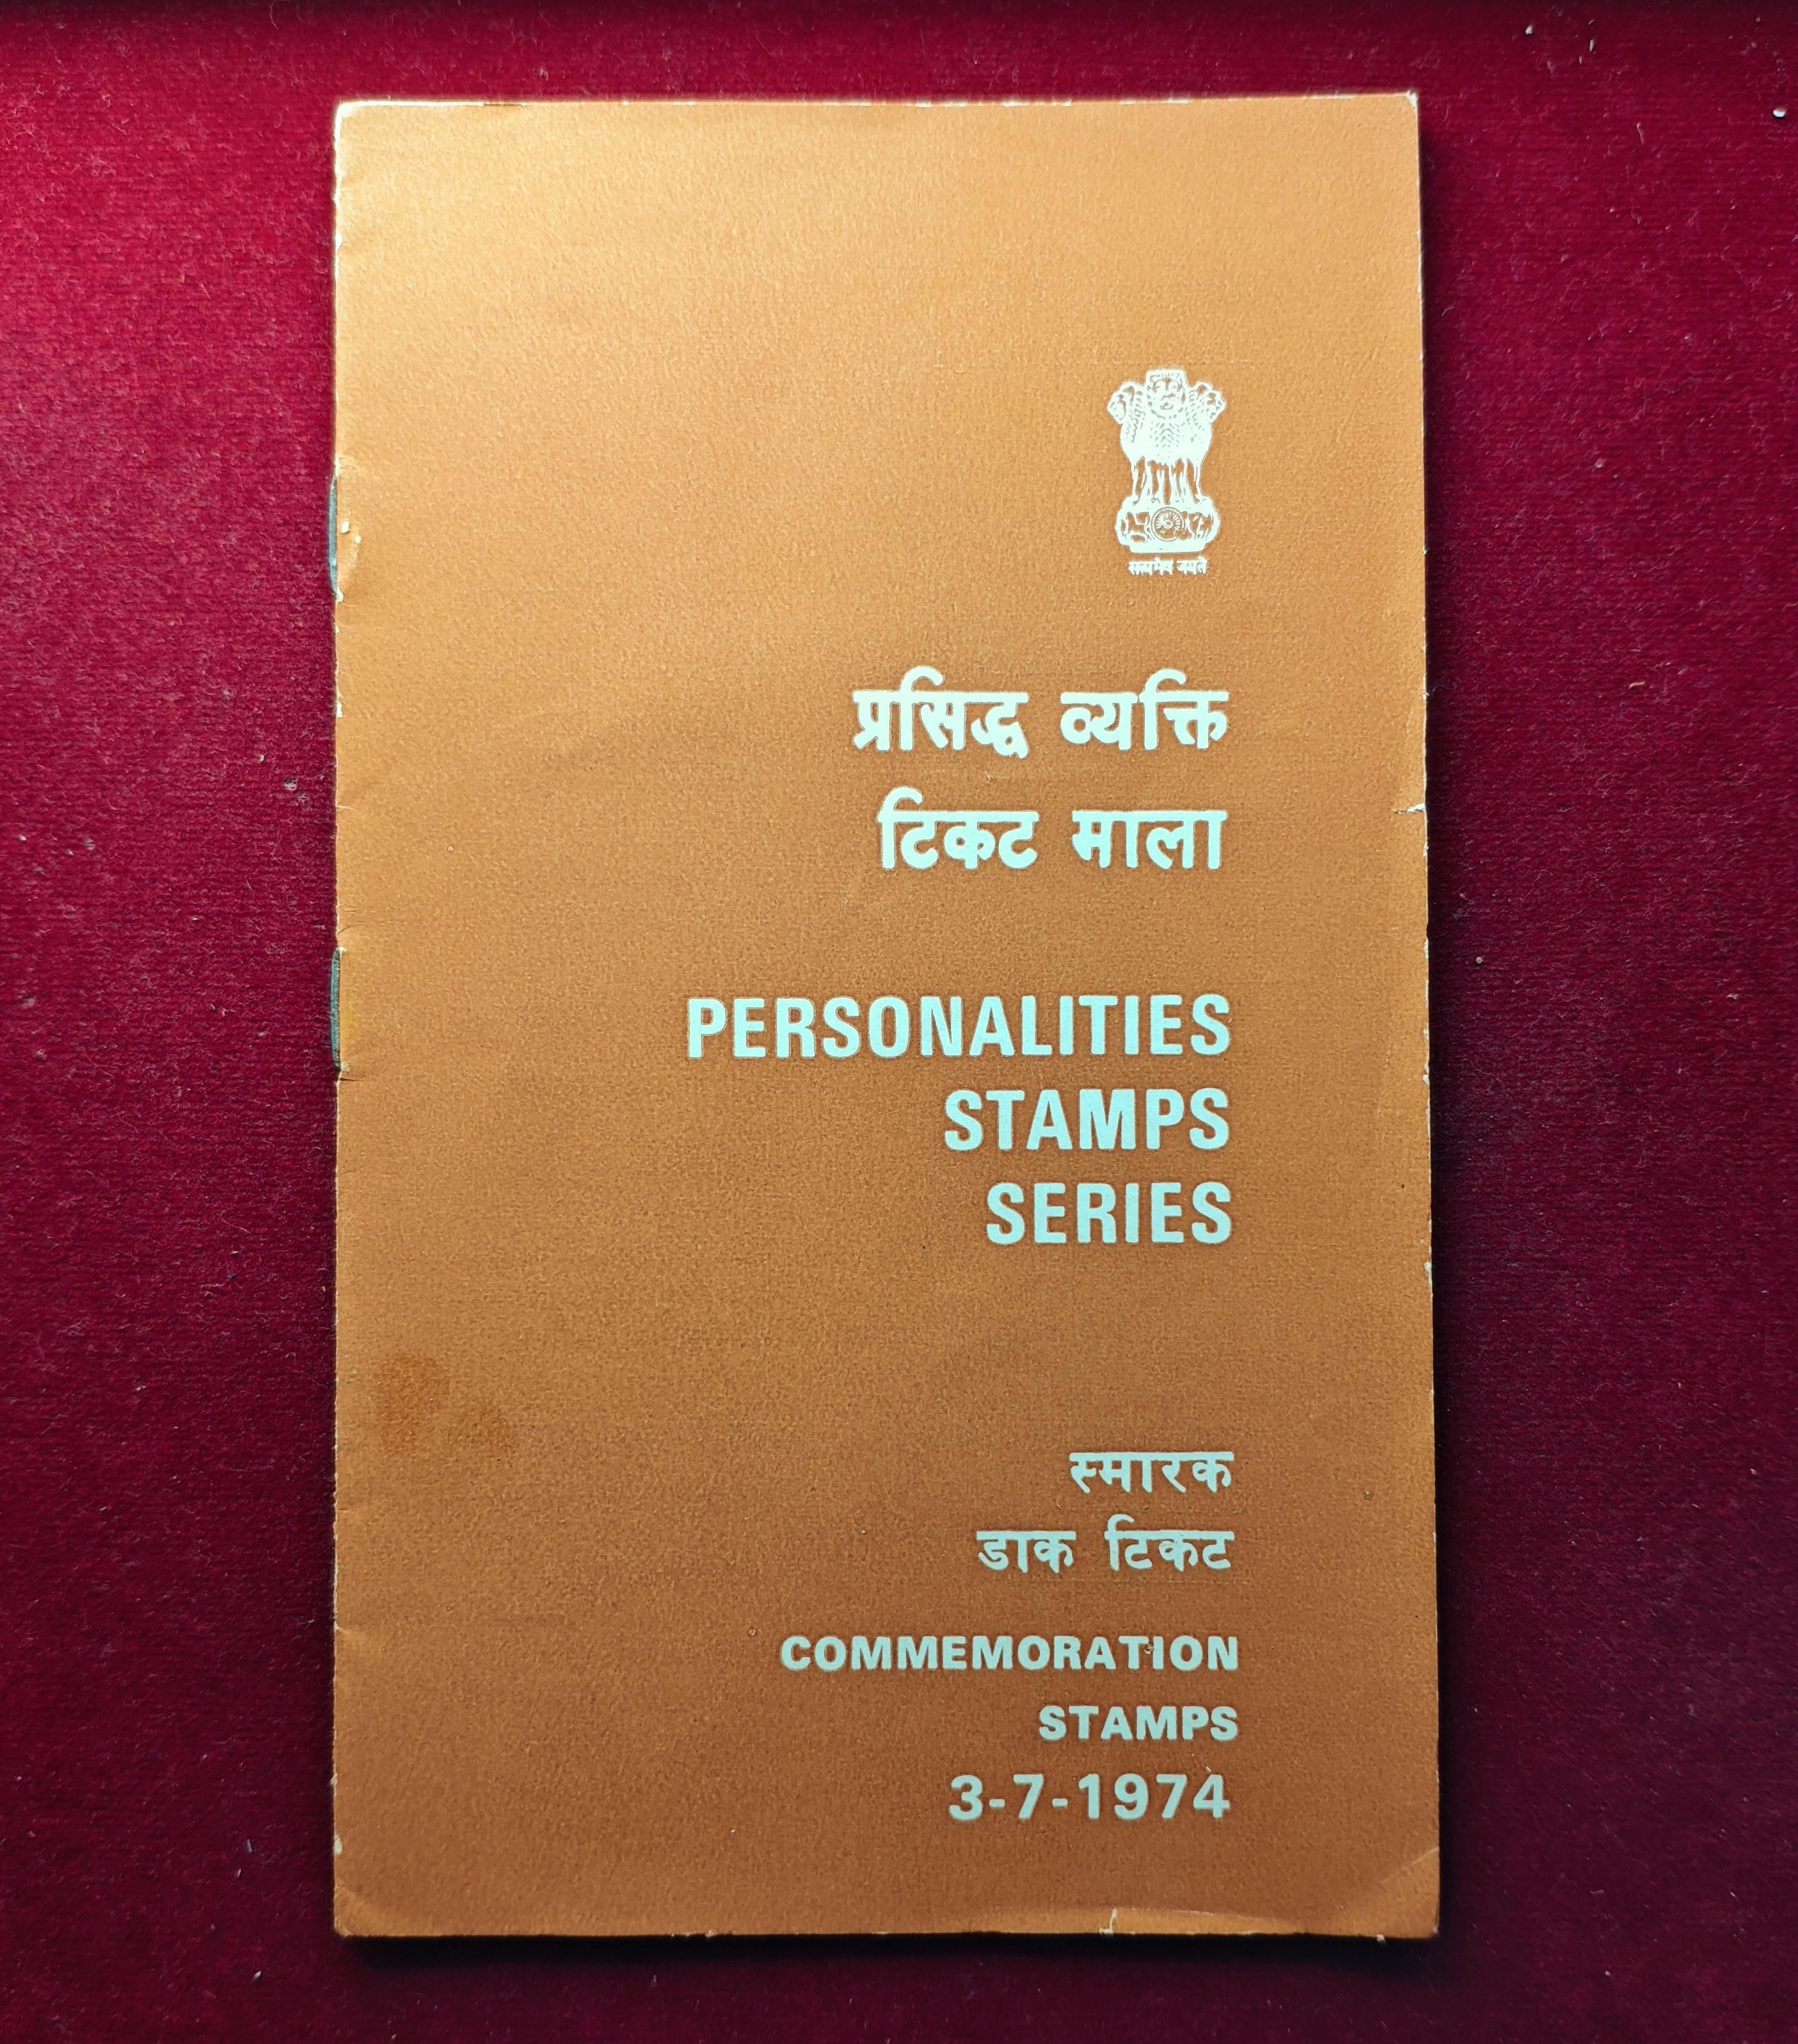 सत्यमेव जयते
प्रसिद्ध व्यक्ति
टिकट माला
PERSONALITIES
STAMPS
SERIES
स्मारक
डाक टिकट
COMMEMORATION
STAMPS
3-7-1974